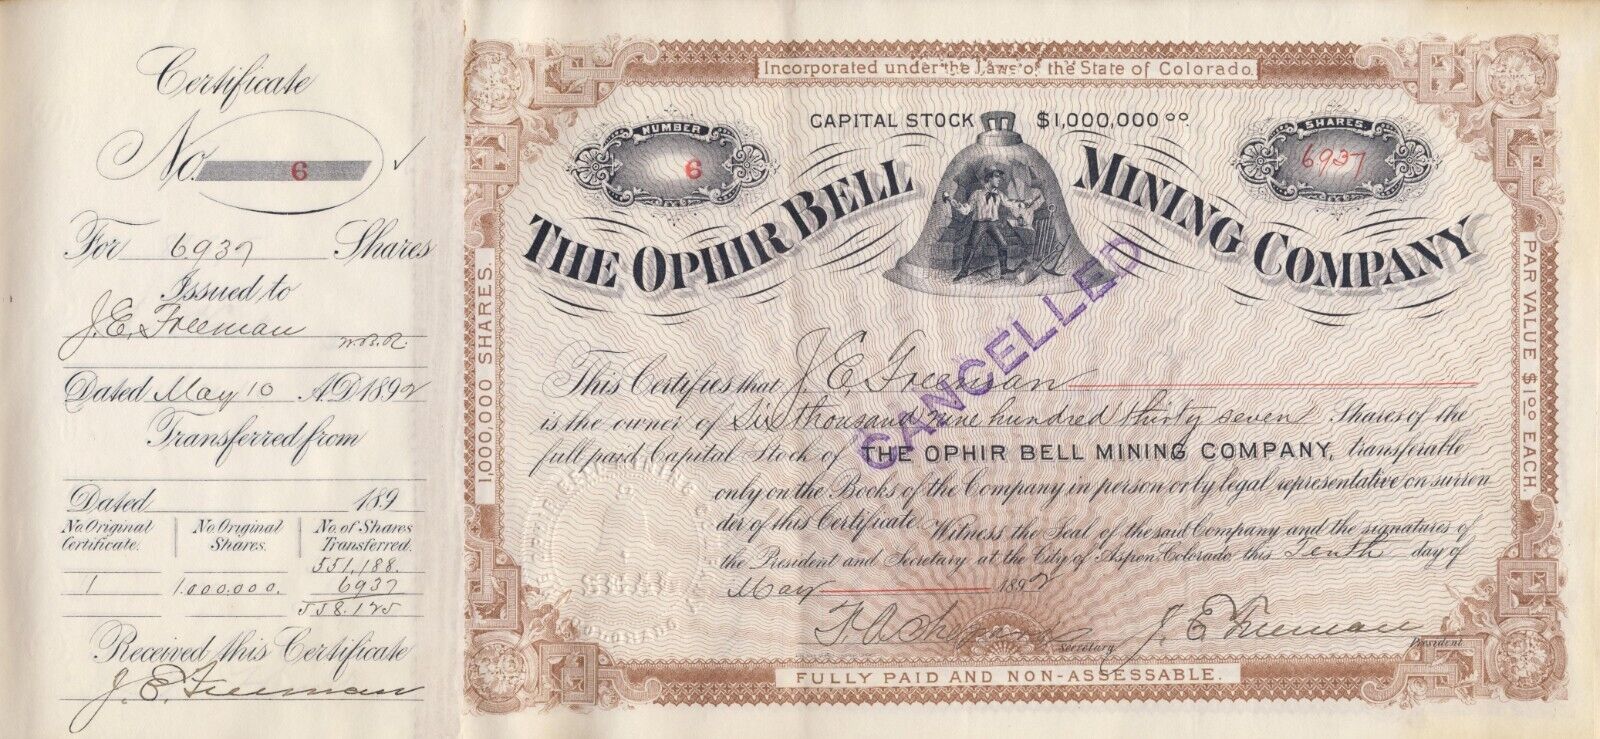 Certificate
No. 6 ✓
For 6937 Shares
Issued to
J. E. Freeman
Dated May 10 A.D. 1892
Transferred from
Dated 189
No. Original Certificate.
No. Original Shares.
No. of Shares Transferred.
551,188.
1 1.000.000. 6937
558.125
Received this Certificate
J. E. Freeman
Incorporated under the Laws of the State of Colorado.
CAPITAL STOCK $1,000,000 00.
NUMBER
6
SHARES
6937
THE OPHIR BELL MINING COMPANY
1,000,000 SHARES.
PAR VALUE $1 00 EACH.
CANCELLED
This Certifies that J. E. Freeman
is the owner of Six thousand nine hundred thirty seven Shares of the
full paid Capital Stock of THE OPHIR BELL MINING COMPANY, transferable
only on the Books of the Company in person or by legal representative on surren
der of this Certificate. Witness the Seal of the said Company and the signatures of
the President and Secretary at the City of Aspen, Colorado, this Tenth day of
May 1892
Secretary
J. E. Freeman
President
SEAL
COLORADO
FULLY PAID AND NON-ASSESSABLE.